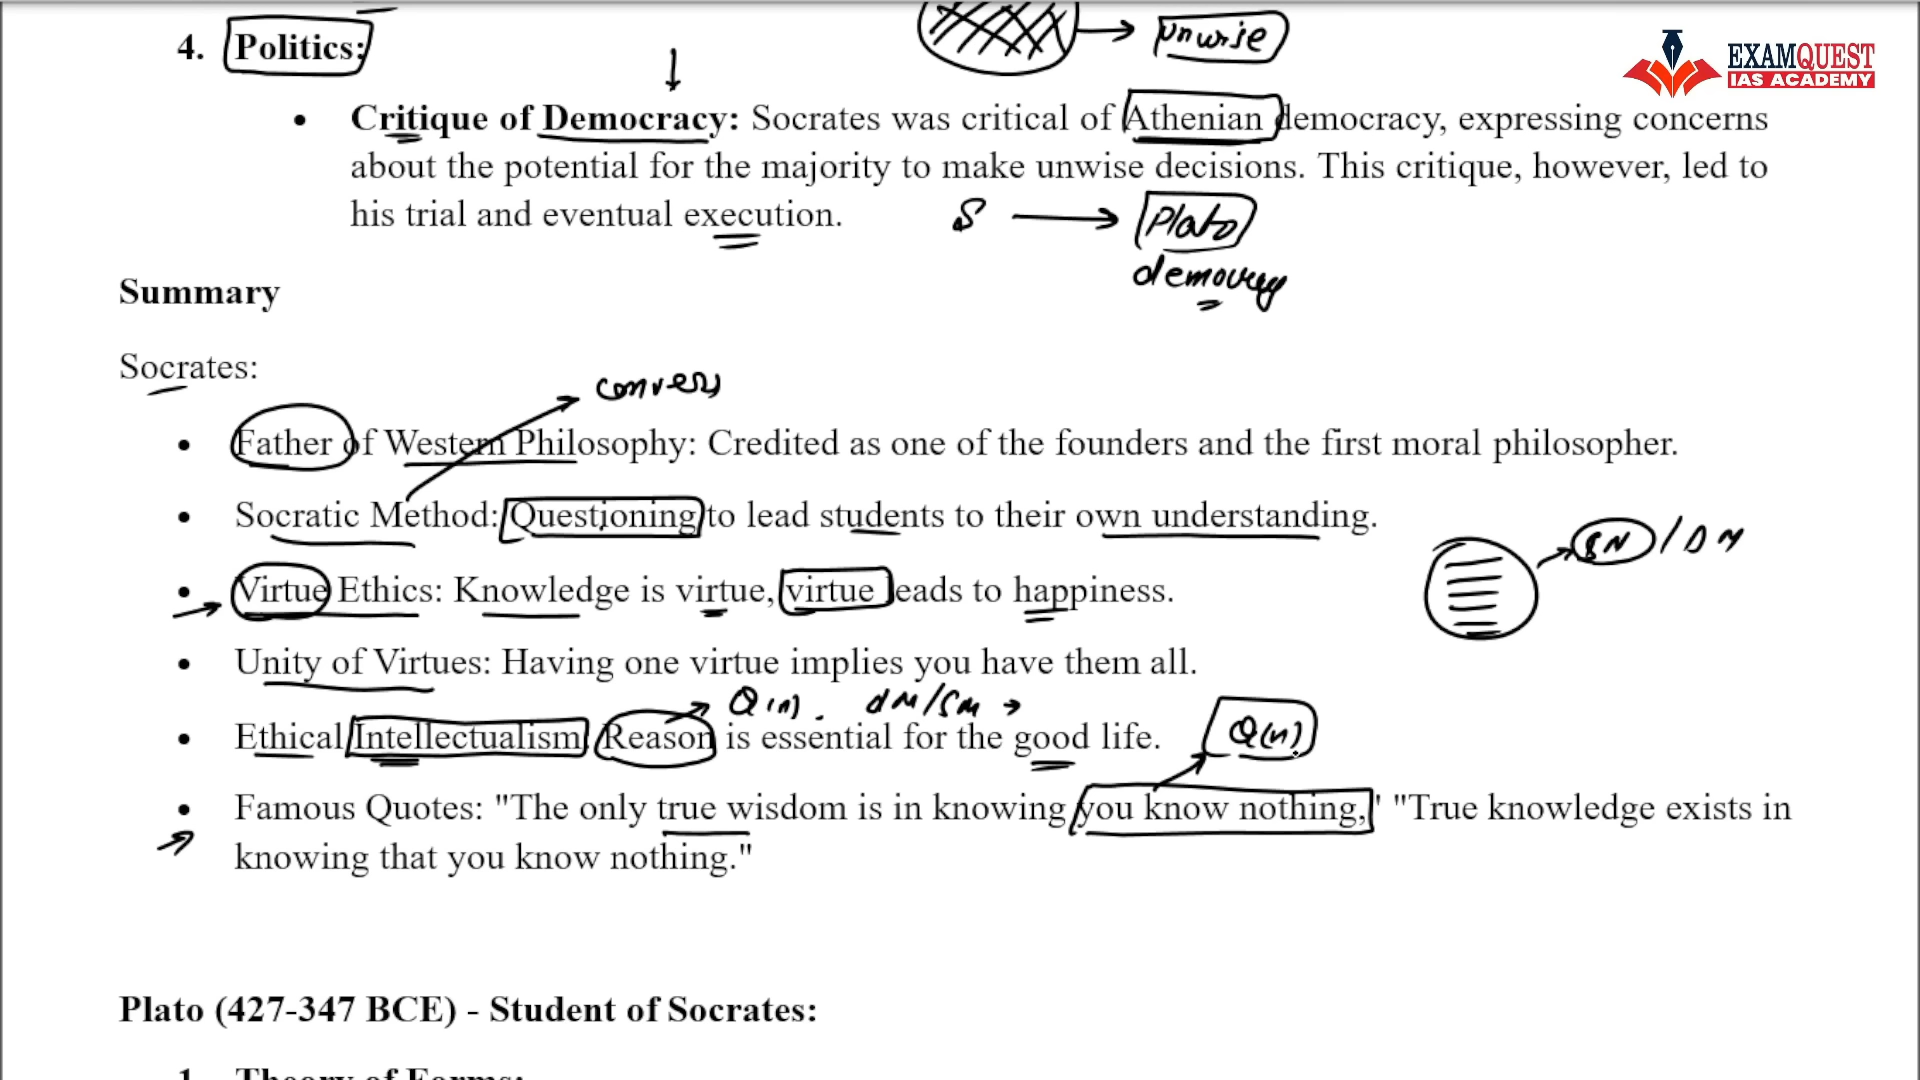 4. Politics:
unwise
EXAMQUEST
IAS ACADEMY
• Critique of Democracy: Socrates was critical of Athenian democracy, expressing concerns
about the potential for the majority to make unwise decisions. This critique, however, led to
his trial and eventual execution.
S → Plato
Summary
Socrates:
• Father of Western Philosophy: Credited as one of the founders and the first moral philosopher.
• Socratic Method: Questioning to lead students to their own understanding.
• Virtue Ethics: Knowledge is virtue, virtue leads to happiness.
• Unity of Virtues: Having one virtue implies you have them all.
Q(n)
• Ethical Intellectualism: Reason is essential for the good life.
Q(n)
• Famous Quotes: "The only true wisdom is in knowing you know nothing," "True knowledge exists in
knowing that you know nothing."
Plato (427-347 BCE) - Student of Socrates:
1. Theory of Forms: